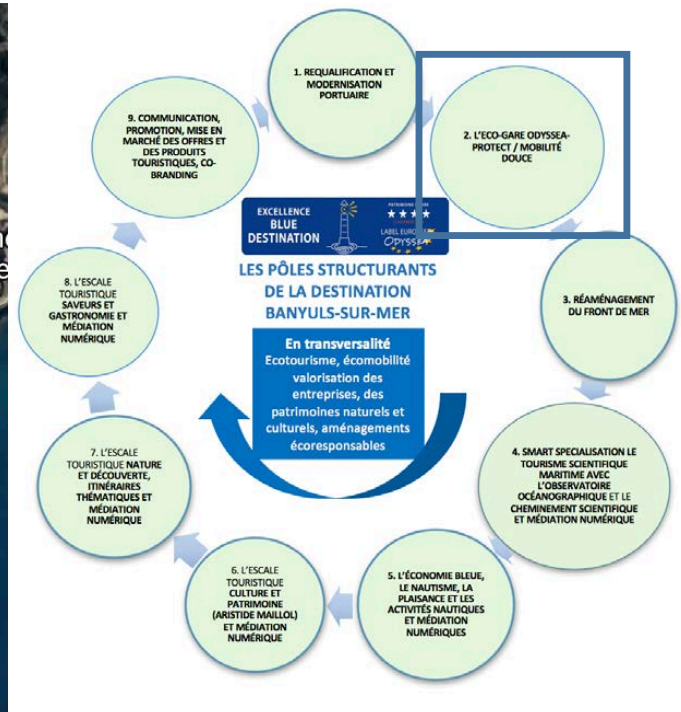 1. REQUALIFICATION ET
MODERNISATION
PORTUAIRE
2. L'ECO-GARE ODYSSEA-
PROTECT / MOBILITÉ
DOUCE
3. RÉAMÉNAGEMENT
DU FRONT DE MER
4. SMART SPECIALISATION LE
TOURISME SCIENTIFIQUE
MARITIME AVEC
L'OBSERVATOIRE
OCÉANOGRAPHIQUE ET LE
CHEMINEMENT SCIENTIFIQUE
ET MÉDIATION NUMÉRIQUE
5. L'ÉCONOMIE BLEUE,
LE NAUTISME, LA
PLAISANCE ET LES
ACTIVITÉS NAUTIQUES
ET MÉDIATION
NUMÉRIQUES
6. L'ESCALE
TOURISTIQUE
CULTURE ET
PATRIMOINE
(ARISTIDE MAILLOL)
ET MÉDIATION
NUMÉRIQUE
7. L'ESCALE
TOURISTIQUE NATURE
ET DÉCOUVERTE,
ITINÉRAIRES
THÉMATIQUES ET
MÉDIATION
NUMÉRIQUE
8. L'ESCALE
TOURISTIQUE
SAVEURS ET
GASTRONOMIE ET
MÉDIATION
NUMÉRIQUE
9. COMMUNICATION,
PROMOTION, MISE EN
MARCHÉ DES OFFRES ET
DES PRODUITS
TOURISTIQUES, CO-
BRANDING
EXCELLENCE
BLUE
DESTINATION
LABEL EUROPÉEN
ODYSSEA
LES PÔLES STRUCTURANTS
DE LA DESTINATION
BANYULS-SUR-MER
En transversalité
Ecotourisme, écomobilité
valorisation des
entreprises, des
patrimoines naturels et
culturels, aménagements
écoresponsables